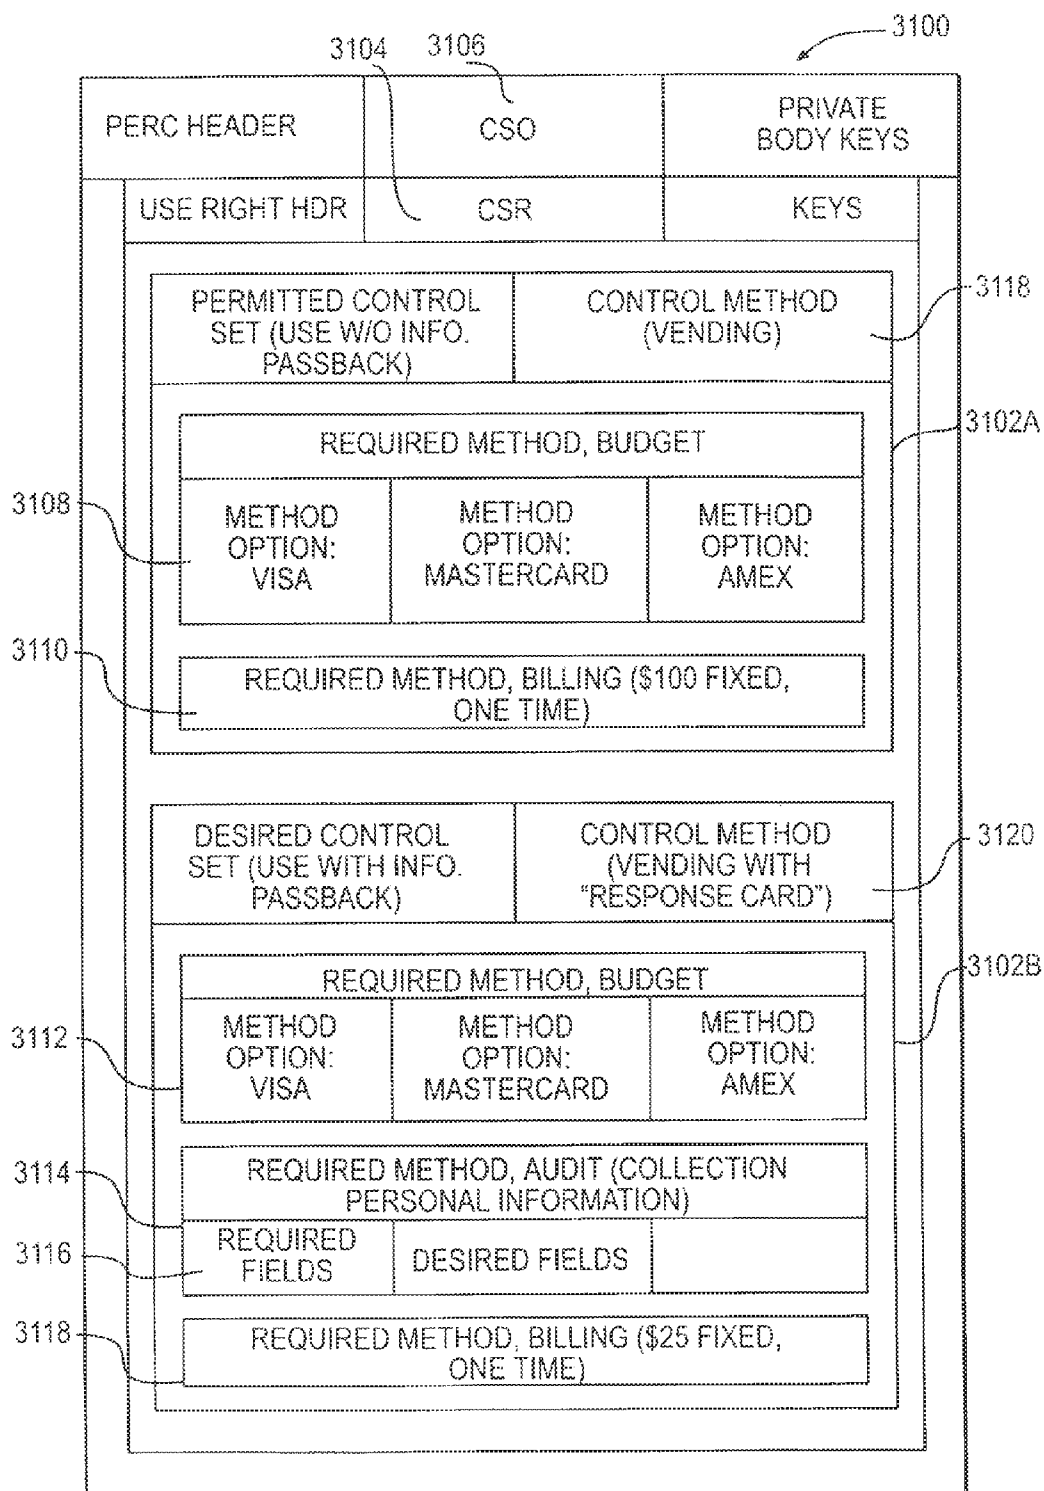 3100
3104
3106
PERC HEADER
CSO
PRIVATE
BODY KEYS
USE RIGHT HDR
CSR
KEYS
PERMITTED CONTROL
SET (USE W/O INFO.
PASSBACK)
CONTROL METHOD
(VENDING)
3118
3102A
REQUIRED METHOD, BUDGET
3108
METHOD
OPTION:
VISA
METHOD
OPTION:
MASTERCARD
METHOD
OPTION:
AMEX
3110
REQUIRED METHOD, BILLING ($100 FIXED,
ONE TIME)
DESIRED CONTROL
SET (USE WITH INFO.
PASSBACK)
CONTROL METHOD
(VENDING WITH
"RESPONSE CARD")
3120
3102B
REQUIRED METHOD, BUDGET
3112
METHOD
OPTION:
VISA
METHOD
OPTION:
MASTERCARD
METHOD
OPTION:
AMEX
3114
REQUIRED METHOD, AUDIT (COLLECTION
PERSONAL INFORMATION)
3116
REQUIRED
FIELDS
DESIRED FIELDS
3118
REQUIRED METHOD, BILLING ($25 FIXED,
ONE TIME)